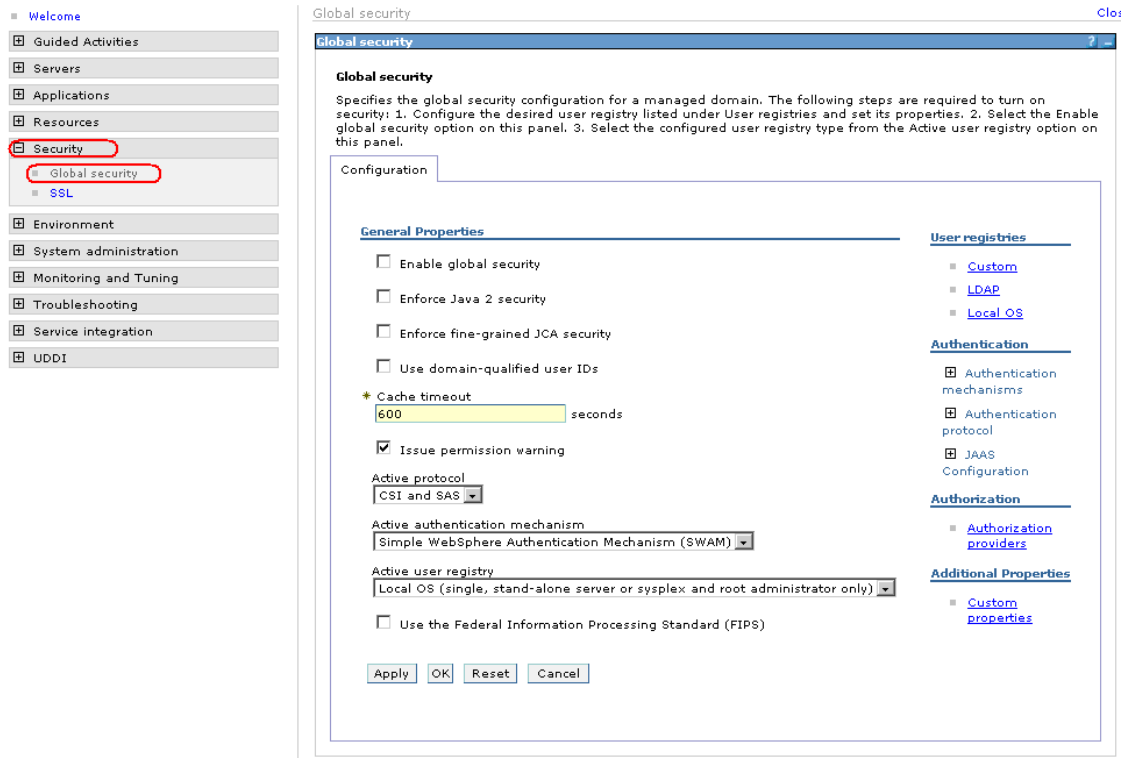 Welcome
Guided Activities
Servers
Applications
Resources
Security
Global security
SSL
Environment
System administration
Monitoring and Tuning
Troubleshooting
Service integration
UDDI
Global security
Global security
? _
Global security
Specifies the global security configuration for a managed domain. The following steps are required to turn on
security: 1. Configure the desired user registry listed under User registries and set its properties. 2. Select the Enable
global security option on this panel. 3. Select the configured user registry type from the Active user registry option on
this panel.
Configuration
General Properties
Enable global security
Enforce Java 2 security
Enforce fine-grained JCA security
Use domain-qualified user IDs
* Cache timeout
600 seconds
Issue permission warning
Active protocol
CSI and SAS
Active authentication mechanism
Simple WebSphere Authentication Mechanism (SWAM)
Active user registry
Local OS (single, stand-alone server or sysplex and root administrator only)
Use the Federal Information Processing Standard (FIPS)
Apply OK Reset Cancel
User registries
Custom
LDAP
Local OS
Authentication
Authentication
mechanisms
Authentication
protocol
JAAS
Configuration
Authorization
Authorization
providers
Additional Properties
Custom
properties